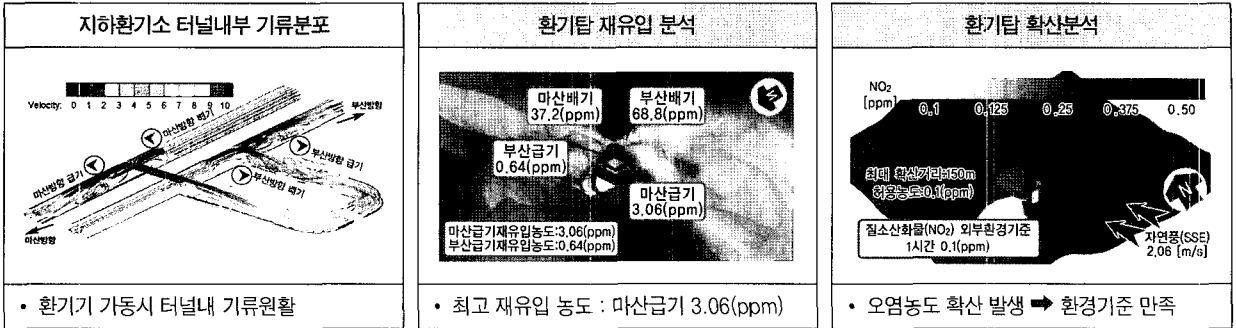 지하환기소 터널내부 기류분포
Velocity: 0 1 2 3 4 5 6 7 8 9 10
부산방향
마산방향 배기
부산방향 급기
마산방향 급기
부산방향 배기
마산방향
• 환기기 가동시 터널내 기류원활
환기탑 재유입 분석
마산배기
37.2(ppm)
부산배기
68.8(ppm)
부산급기
0.64(ppm)
마산급기
3.06(ppm)
마산급기재유입농도:3.06(ppm)
부산급기재유입농도:0.64(ppm)
• 최고 재유입 농도 : 마산급기 3.06(ppm)
환기탑 확산분석
NO₂
[ppm]
0.1 0.125 0.25 0.375 0.50
최대 확산거리:150m
허용농도:0.1(ppm)
질소산화물(NO₂) 외부환경기준
1시간 0.1(ppm)
N
자연풍(SSE)
2.06 [m/s]
• 오염농도 확산 발생 ➡ 환경기준 만족